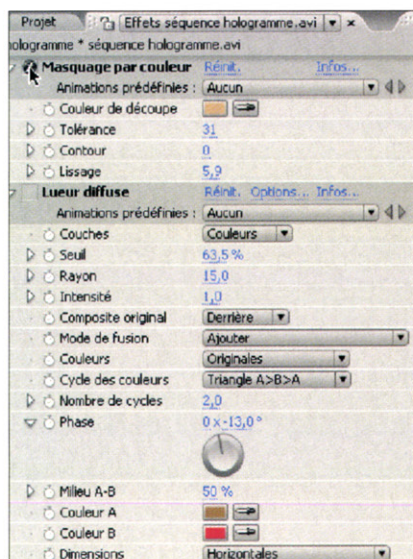 Projet Effets séquence hologramme.avi
ologramme * séquence hologramme.avi
Masquage par couleur Réinit. Infos...
Animations prédéfinies : Aucun
Couleur de découpe
Tolérance 31
Contour 0
Lissage 5,9
Lueur diffuse Réinit. Options... Infos...
Animations prédéfinies : Aucun
Couches Couleurs
Seuil 63,5 %
Rayon 15,0
Intensité 1,0
Composite original Derrière
Mode de fusion Ajouter
Couleurs Originales
Cycle des couleurs Triangle A>B>A
Nombre de cycles 2,0
Phase 0 x -13,0 °
Milieu A-B 50 %
Couleur A
Couleur B
Dimensions Horizontales